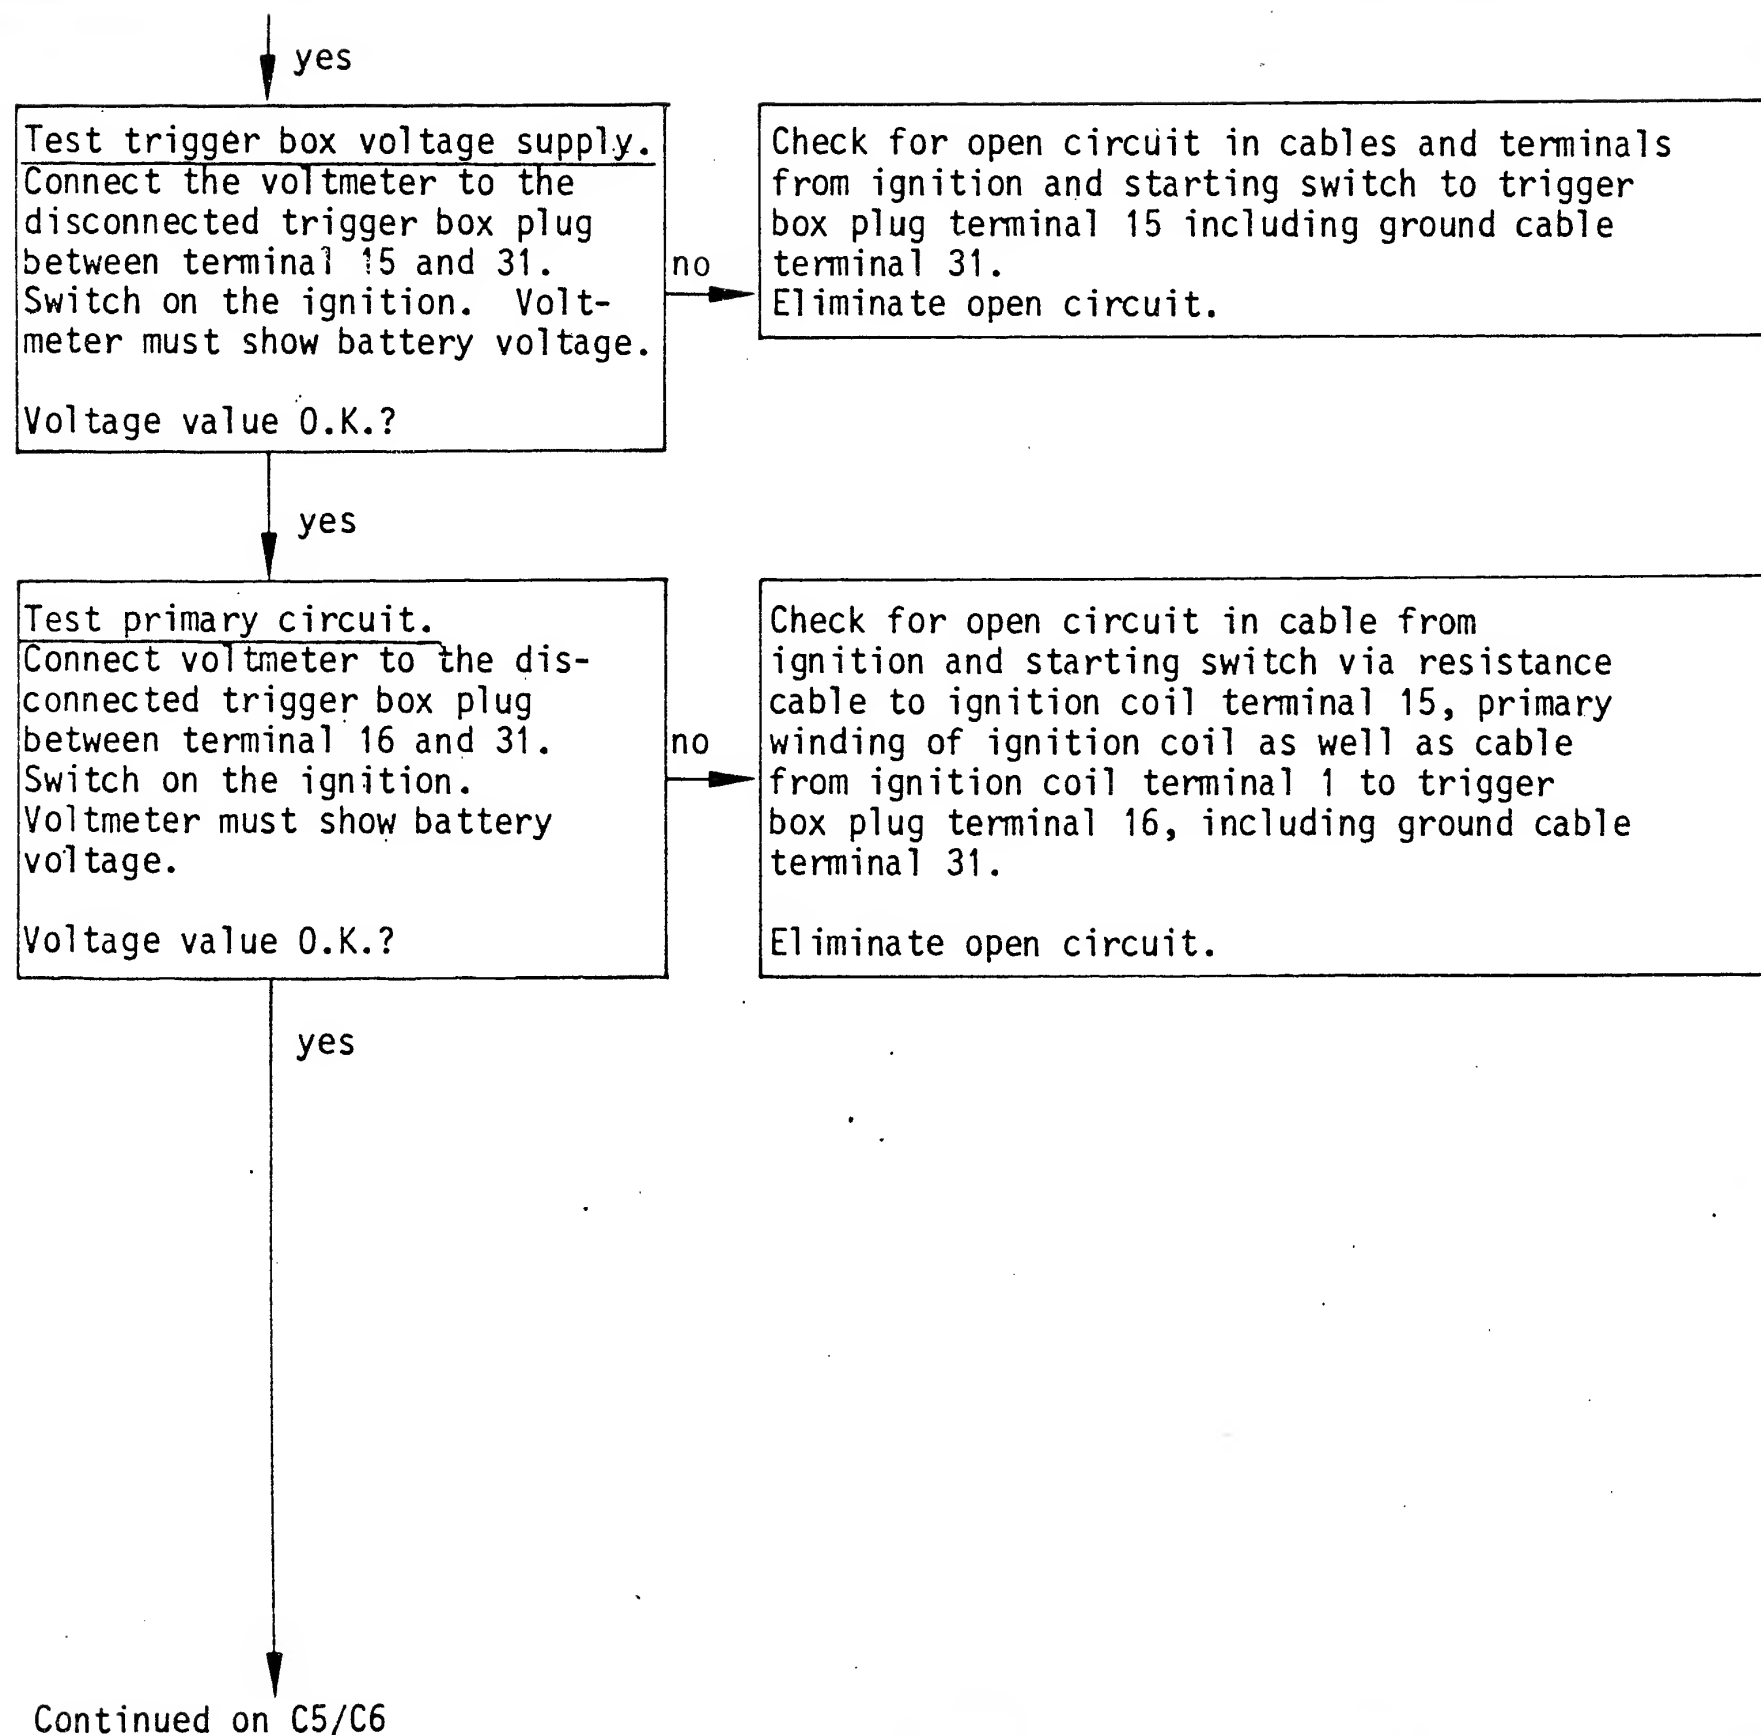 yes
Test trigger box voltage supply.
Connect the voltmeter to the
disconnected trigger box plug
between terminal 15 and 31.
Switch on the ignition. Volt-
meter must show battery voltage.
Voltage value O.K.?
no
Check for open circuit in cables and terminals
from ignition and starting switch to trigger
box plug terminal 15 including ground cable
terminal 31.
Eliminate open circuit.
yes
Test primary circuit.
Connect voltmeter to the dis-
connected trigger box plug
between terminal 16 and 31.
Switch on the ignition.
Voltmeter must show battery
voltage.
Voltage value O.K.?
no
Check for open circuit in cable from
ignition and starting switch via resistance
cable to ignition coil terminal 15, primary
winding of ignition coil as well as cable
from ignition coil terminal 1 to trigger
box plug terminal 16, including ground cable
terminal 31.
Eliminate open circuit.
yes
Continued on C5/C6